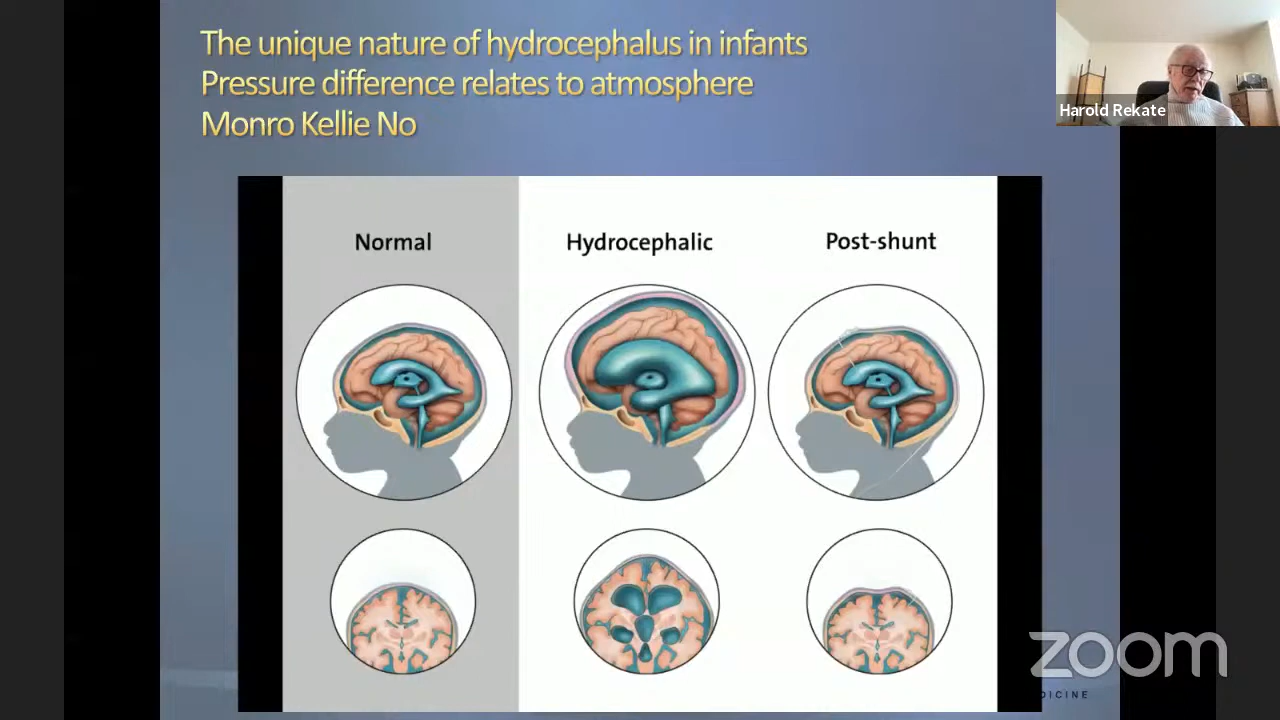 The unique nature of hydrocephalus in infants
Pressure difference relates to atmosphere
Monro Kellie No
Harold Rekate
Normal
Hydrocephalic
Post-shunt
zoom